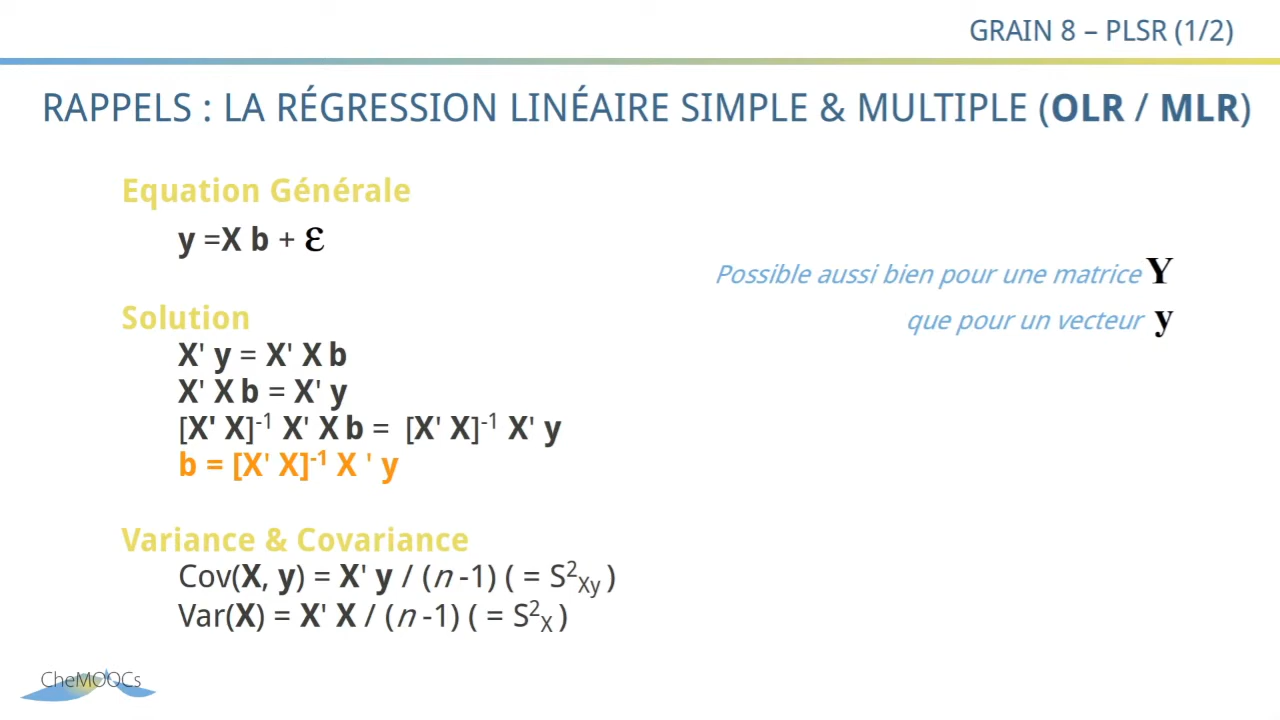 GRAIN 8 – PLSR (1/2)
RAPPELS : LA RÉGRESSION LINÉAIRE SIMPLE & MULTIPLE (OLR / MLR)
Equation Générale
y =X b + ε
Possible aussi bien pour une matrice Y
que pour un vecteur y
Solution
X' y = X' X b
X' X b = X' y
[X' X]⁻¹ X' X b = [X' X]⁻¹ X' y
b = [X' X]⁻¹ X ' y
Variance & Covariance
Cov(X, y) = X' y / (n -1) ( = S²Xy )
Var(X) = X' X / (n -1) ( = S²X )
CheMOOCs